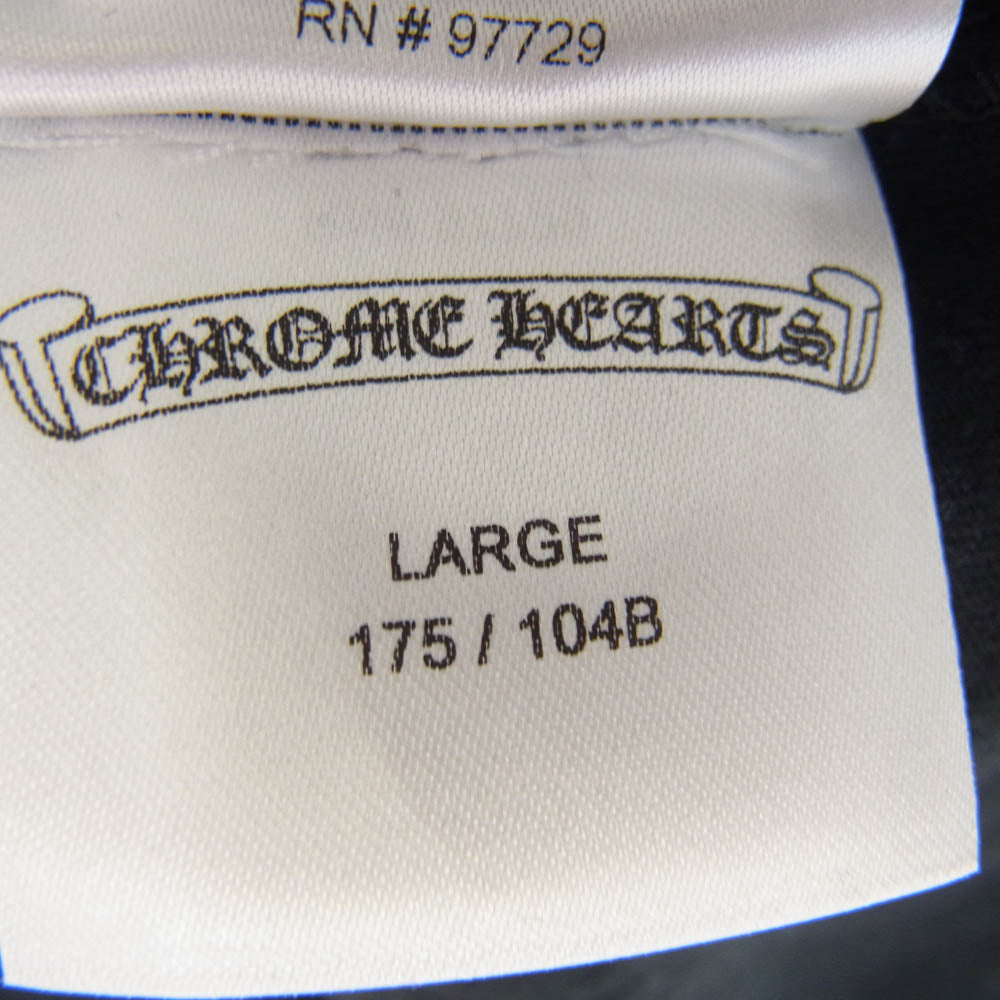 RN # 97729
CHROME HEARTS
LARGE
175 / 104B